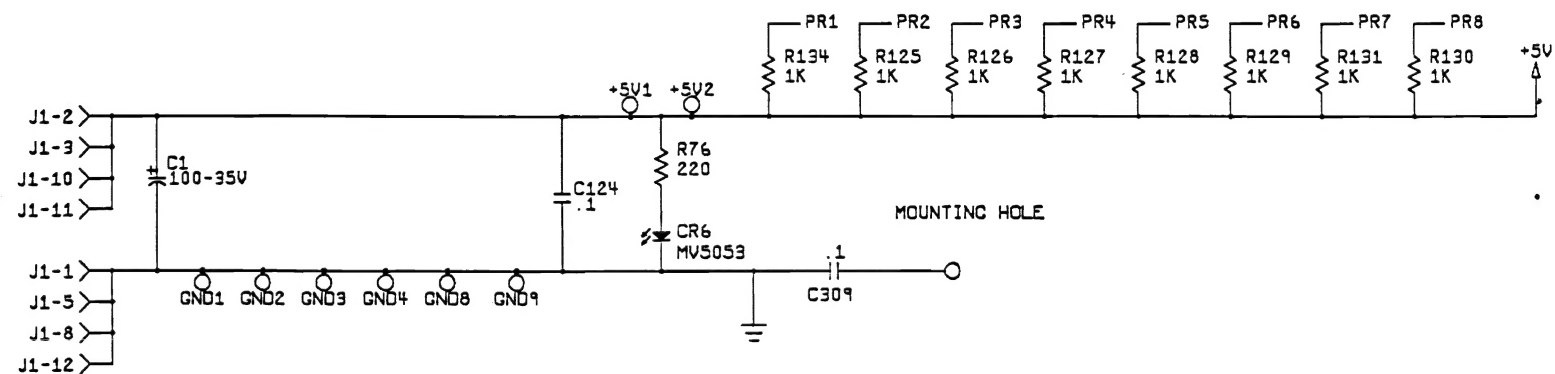 PR1 PR2 PR3 PR4 PR5 PR6 PR7 PR8
R134 R125 R126 R127 R128 R129 R131 R130
1K 1K 1K 1K 1K 1K 1K 1K
+5V
+5V1 +5V2
J1-2
J1-3
J1-10
J1-11
+
C1
100-35V
C124
.1
R76
220
CR6
MV5053
MOUNTING HOLE
J1-1
J1-5
J1-8
J1-12
GND1 GND2 GND3 GND4 GND8 GND9
.1
C309